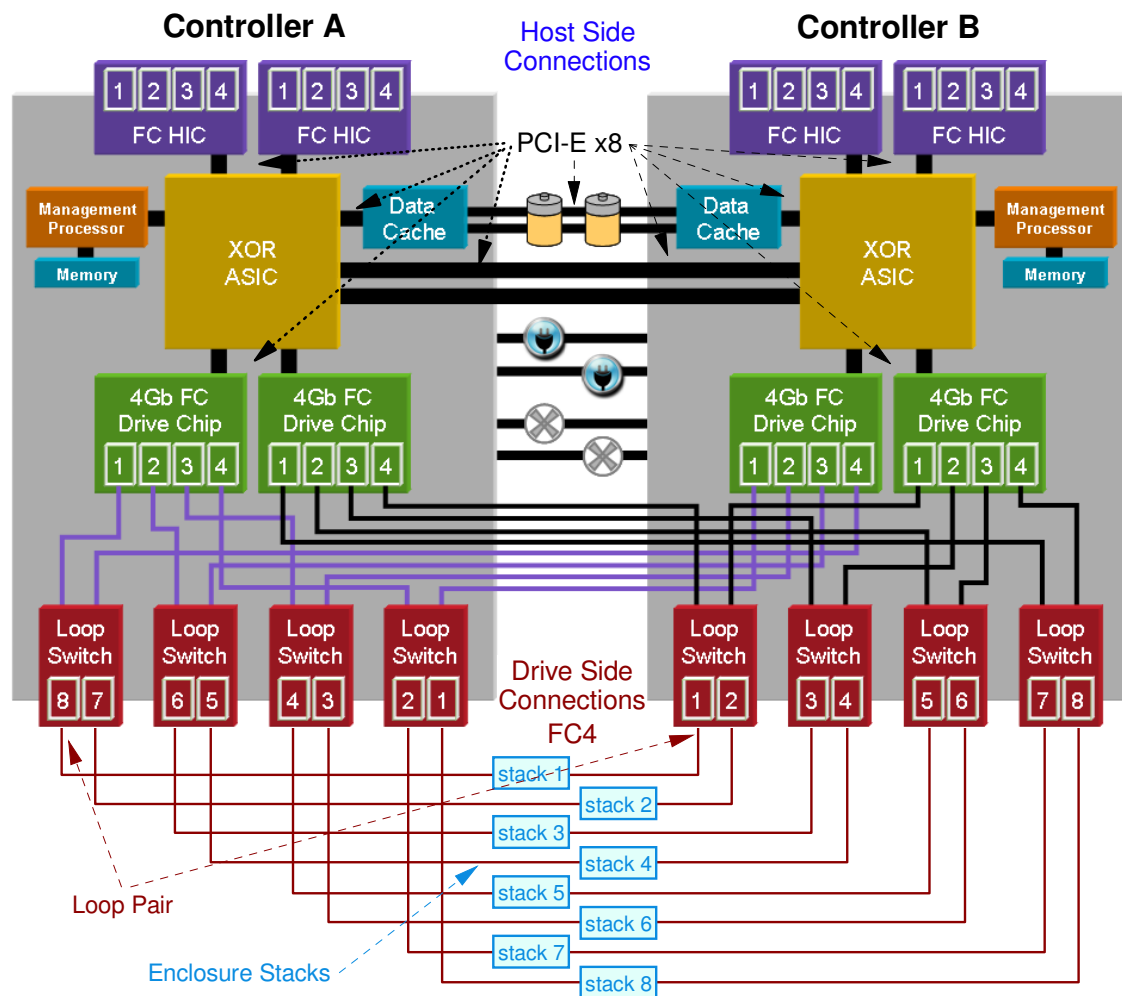 Controller A
Host Side
Connections
Controller B
1 2 3 4
FC HIC
1 2 3 4
FC HIC
1 2 3 4
FC HIC
1 2 3 4
FC HIC
PCI-E x8
Management
Processor
Memory
XOR
ASIC
Data
Cache
Data
Cache
XOR
ASIC
Management
Processor
Memory
4Gb FC
Drive Chip
1 2 3 4
4Gb FC
Drive Chip
1 2 3 4
4Gb FC
Drive Chip
1 2 3 4
4Gb FC
Drive Chip
1 2 3 4
Loop
Switch
8 7
Loop
Switch
6 5
Loop
Switch
4 3
Loop
Switch
2 1
Drive Side
Connections
FC4
Loop
Switch
1 2
Loop
Switch
3 4
Loop
Switch
5 6
Loop
Switch
7 8
stack 1
stack 2
stack 3
stack 4
stack 5
stack 6
stack 7
stack 8
Loop Pair
Enclosure Stacks